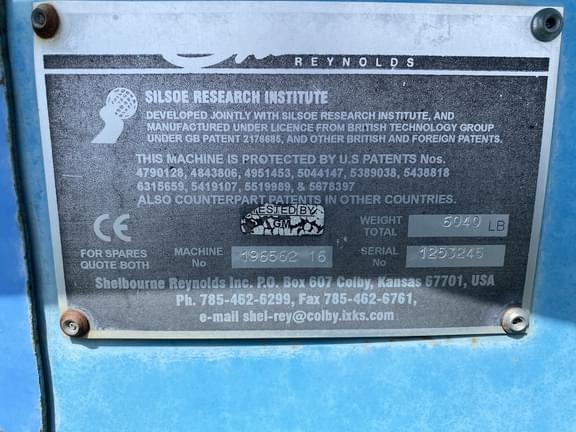 REYNOLDS
SILSOE RESEARCH INSTITUTE
DEVELOPED JOINTLY WITH SILSOE RESEARCH INSTITUTE, AND
MANUFACTURED UNDER LICENCE FROM BRITISH TECHNOLOGY GROUP
UNDER GB PATENT 2176685, AND OTHER BRITISH AND FOREIGN PATENTS.
THIS MACHINE IS PROTECTED BY U.S PATENTS Nos.
4790128, 4843806, 4951453, 5044147, 5389038, 5438818
6315659, 5419107, 5519989, & 5678397
ALSO COUNTERPART PATENTS IN OTHER COUNTRIES.
CE
TESTED BY
GM
WEIGHT TOTAL 6040 LB
FOR SPARES QUOTE BOTH
MACHINE No 196562 16
SERIAL No 1253245
Shelbourne Reynolds Inc. P.O. Box 607 Colby, Kansas 67701, USA
Ph. 785-462-6299, Fax 785-462-6761,
e-mail shel-rey@colby.ixks.com